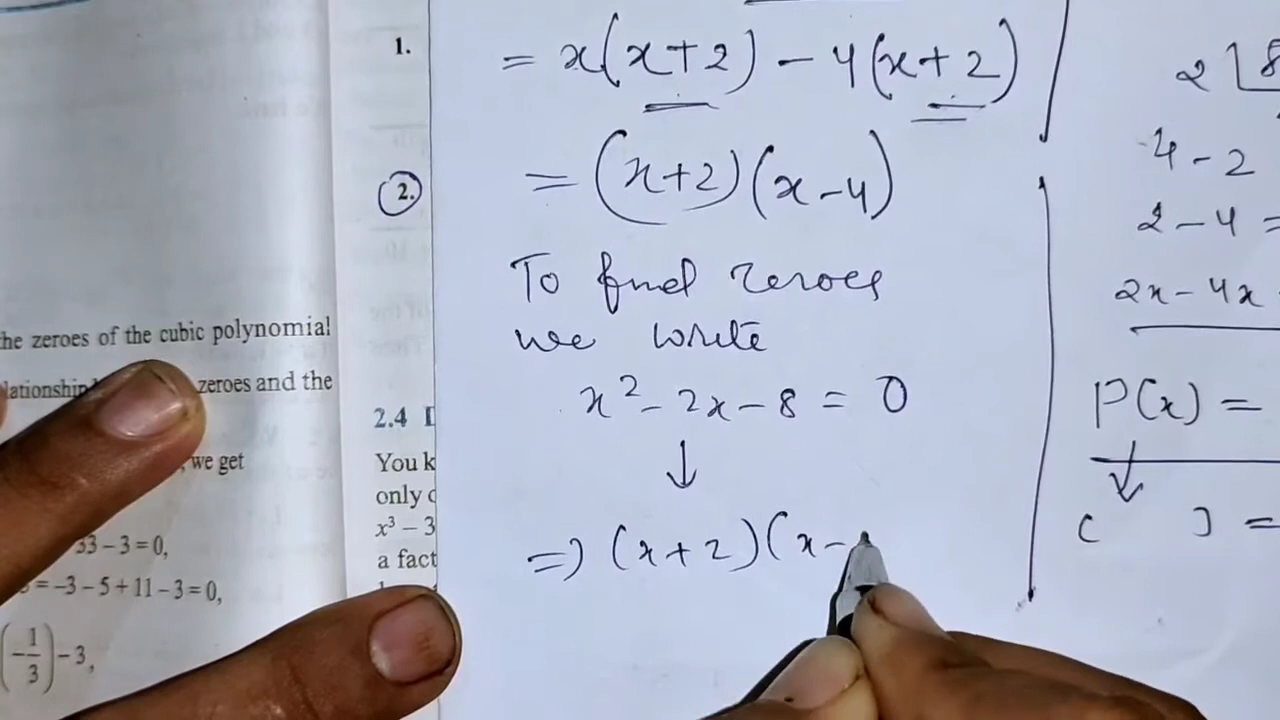 he zeroes of the cubic polynomial
zeroes and the
we get
33 – 3 = 0,
= –3 – 5 + 11 – 3 = 0,
(–1/3) – 3,
1.
2.
2.4
You k
only
x³ – 3
a fact
= x(x+2) – 4(x+2)
= (x+2)(x–4)
To find zeroes
we write
x² – 2x – 8 = 0
↓
=> (x+2)(x–
2 8
4 – 2
2 – 4 =
2x – 4x
P(x) =
↓
( ) =